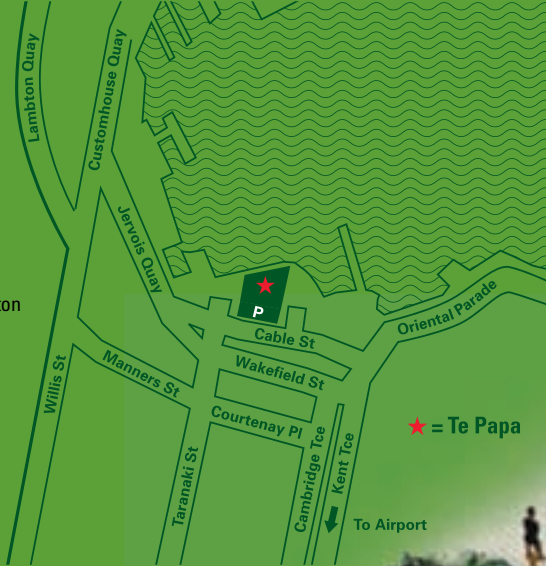 Lambton Quay
Customhouse Quay
Jervois Quay
ton
P
Cable St
Oriental Parade
Wakefield St
Willis St
Manners St
Courtenay Pl
= Te Papa
Taranaki St
Cambridge Tce
Kent Tce
To Airport